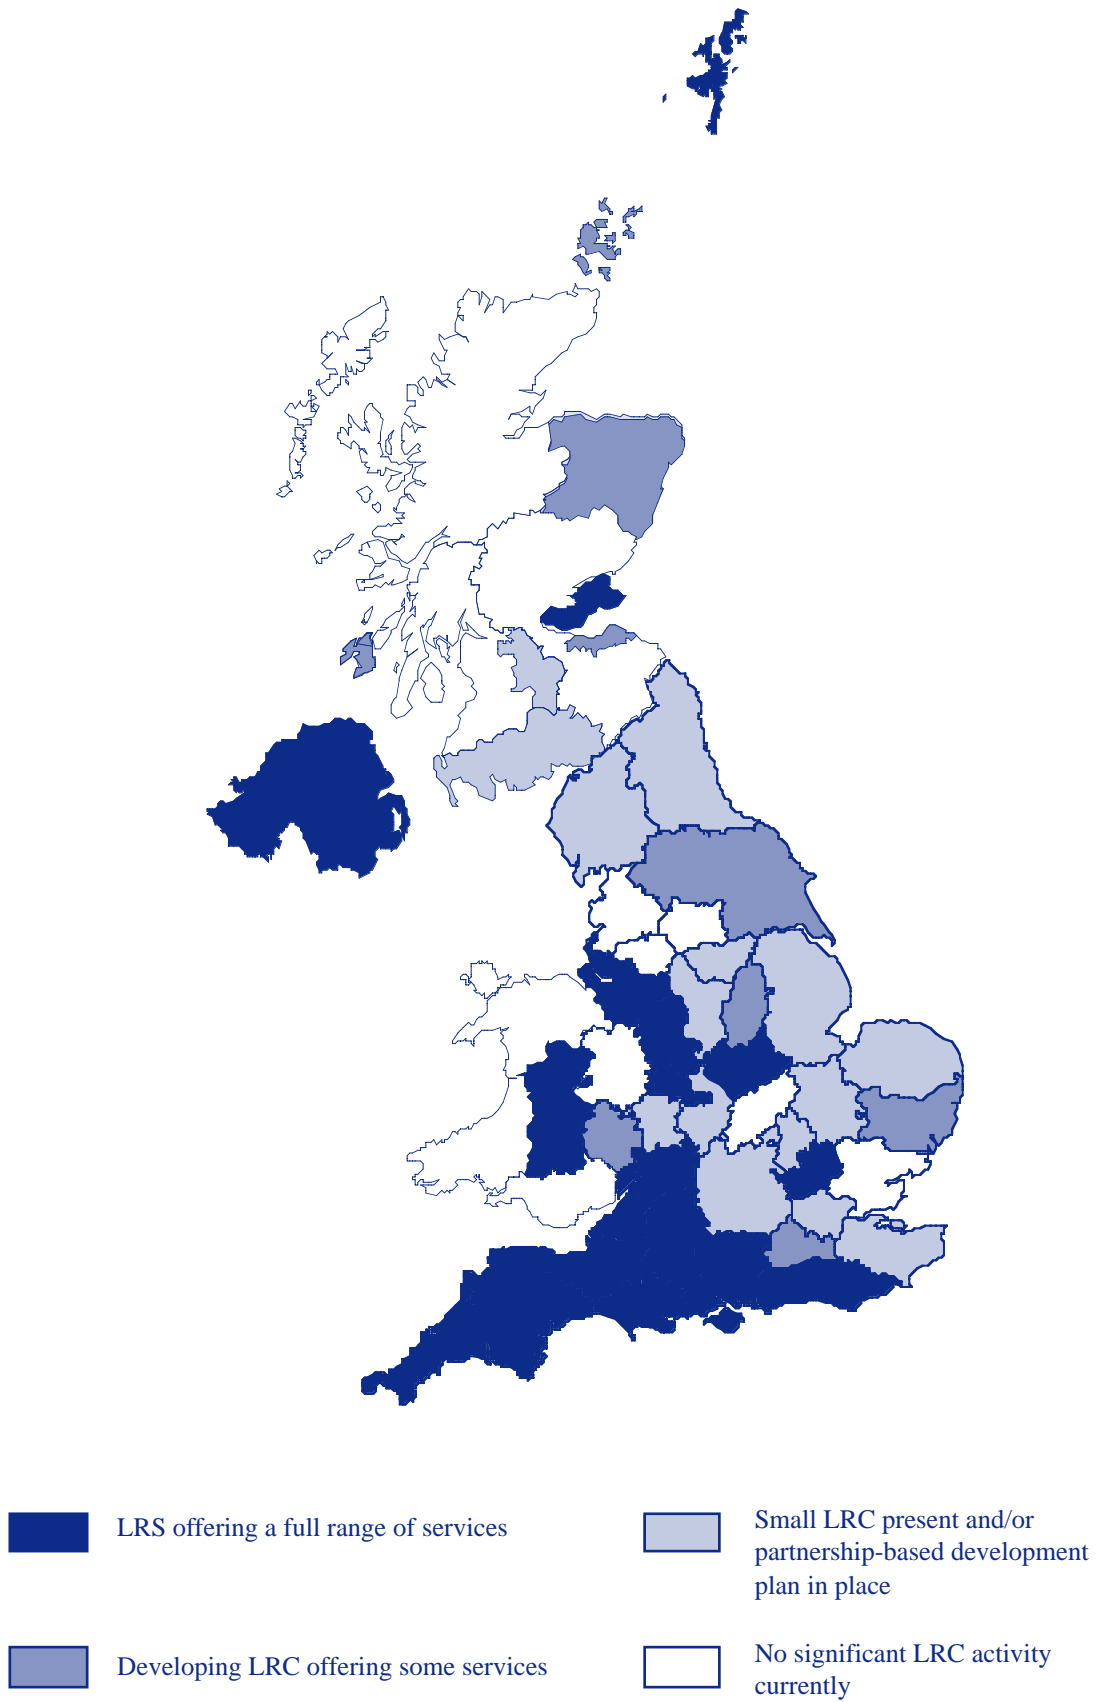 LRS offering a full range of services
Small LRC present and/or
partnership-based development
plan in place
Developing LRC offering some services
No significant LRC activity
currently